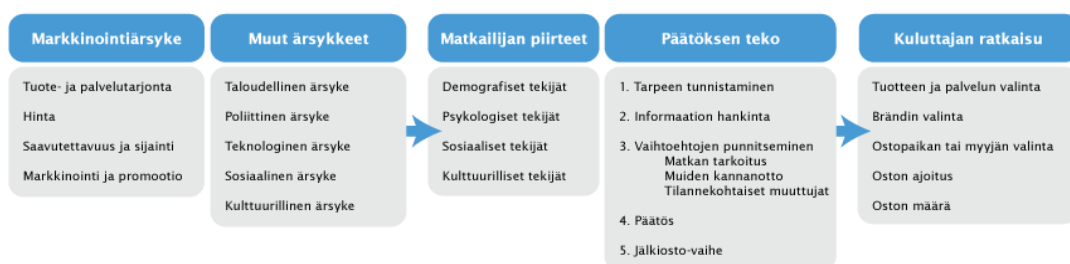 Markkinointiärsyke
Tuote- ja palvelutarjonta
Hinta
Saavutettavuus ja sijainti
Markkinointi ja promootio
Muut ärsykkeet
Taloudellinen ärsyke
Poliittinen ärsyke
Teknologinen ärsyke
Sosiaalinen ärsyke
Kulttuurillinen ärsyke
Matkailijan piirteet
Demografiset tekijät
Psykologiset tekijät
Sosiaaliset tekijät
Kulttuurilliset tekijät
Päätöksen teko
1. Tarpeen tunnistaminen
2. Informaation hankinta
3. Vaihtoehtojen punnitseminen
Matkan tarkoitus
Muiden kannanotto
Tilannekohtaiset muuttujat
4. Päätös
5. Jälkiosto-vaihe
Kuluttajan ratkaisu
Tuotteen ja palvelun valinta
Brändin valinta
Ostopaikan tai myyjän valinta
Oston ajoitus
Oston määrä